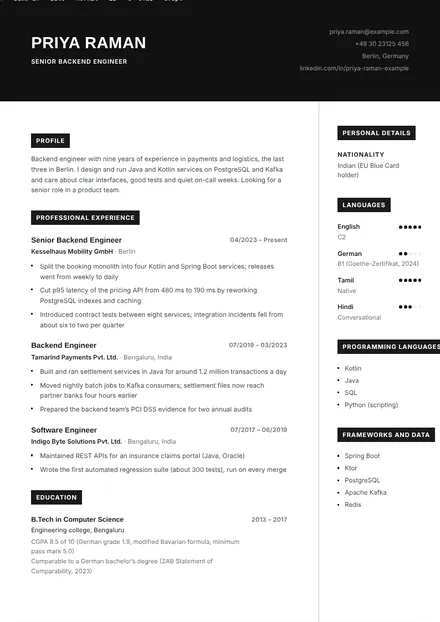 PRIYA RAMAN
SENIOR BACKEND ENGINEER
priya.raman@example.com
+49 30 23125 456
Berlin, Germany
linkedin.com/in/priya-raman-example
PROFILE
Backend engineer with nine years of experience in payments and logistics, the last
three in Berlin. I design and run Java and Kotlin services on PostgreSQL and Kafka
and care about clear interfaces, good tests and quiet on-call weeks. Looking for a
senior role in a product team.
PROFESSIONAL EXPERIENCE
Senior Backend Engineer 04/2023 – Present
Kesselhaus Mobility GmbH · Berlin
• Split the booking monolith into four Kotlin and Spring Boot services; releases
went from weekly to daily
• Cut p95 latency of the pricing API from 480 ms to 190 ms by reworking
PostgreSQL indexes and caching
• Introduced contract tests between eight services; integration incidents fell from
about six to two per quarter
Backend Engineer 07/2019 – 03/2023
Tamarind Payments Pvt. Ltd. · Bengaluru, India
• Built and ran settlement services in Java for around 1.2 million transactions a day
• Moved nightly batch jobs to Kafka consumers; settlement files now reach
partner banks four hours earlier
• Prepared the backend team's PCI DSS evidence for two annual audits
Software Engineer 07/2017 – 06/2019
Indigo Byte Solutions Pvt. Ltd. · Bengaluru, India
• Maintained REST APIs for an insurance claims portal (Java, Oracle)
• Wrote the first automated regression suite (about 300 tests), run on every merge
EDUCATION
B.Tech in Computer Science 2013 – 2017
Engineering college, Bengaluru
CGPA 8.5 of 10 (German grade 1.9, modified Bavarian formula, minimum
pass mark 5.0)
Comparable to a German bachelor's degree (ZAB Statement of
Comparability, 2023)
PERSONAL DETAILS
NATIONALITY
Indian (EU Blue Card
holder)
LANGUAGES
English
C2
German
B1 (Goethe-Zertifikat, 2024)
Tamil
Native
Hindi
Conversational
PROGRAMMING LANGUAGES
• Kotlin
• Java
• SQL
• Python (scripting)
FRAMEWORKS AND DATA
• Spring Boot
• Ktor
• PostgreSQL
• Apache Kafka
• Redis